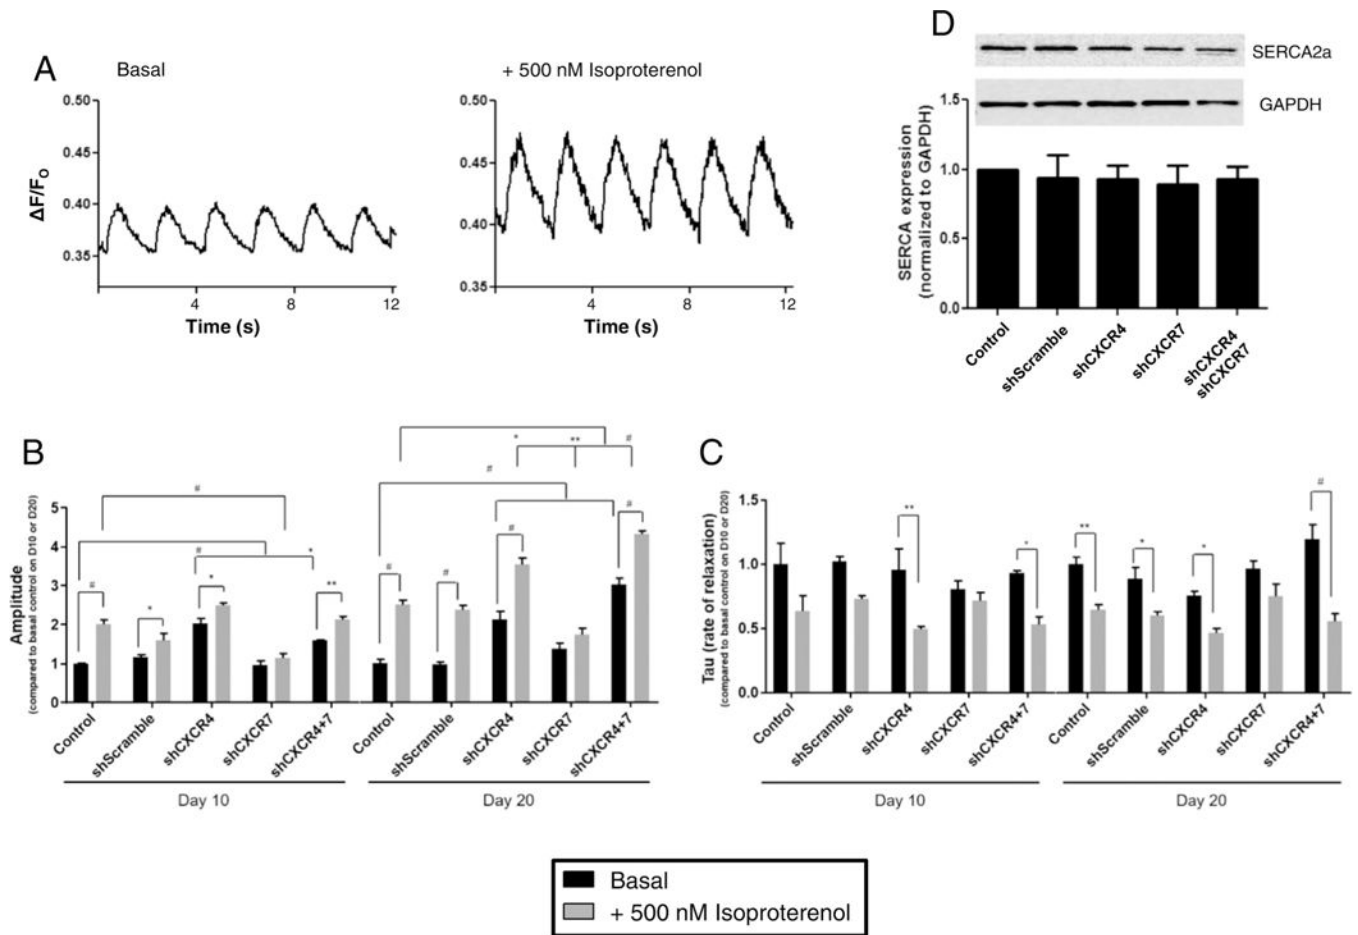 A
Basal
+ 500 nM Isoproterenol
ΔF/F₀
0.50
0.45
0.40
0.35
4
8
12
Time (s)
0.50
0.45
0.40
0.35
4
8
12
Time (s)
D
SERCA2a
GAPDH
SERCA expression
(normalized to GAPDH)
1.5
1.0
0.5
0.0
Control
shScramble
shCXCR4
shCXCR7
shCXCR4
shCXCR7
B
Amplitude
(compared to basal control on D10 or D20)
5
4
3
2
1
0
#
#
*
#
*
*
**
#
#
#
*
**
#
#
#
Control
shScramble
shCXCR4
shCXCR7
shCXCR4+7
Control
shScramble
shCXCR4
shCXCR7
shCXCR4+7
Day 10
Day 20
C
Tau (rate of relaxation)
(compared to basal control on D10 or D20)
1.5
1.0
0.5
0.0
**
*
**
*
*
#
Control
shScramble
shCXCR4
shCXCR7
shCXCR4+7
Control
shScramble
shCXCR4
shCXCR7
shCXCR4+7
Day 10
Day 20
Basal
+ 500 nM Isoproterenol